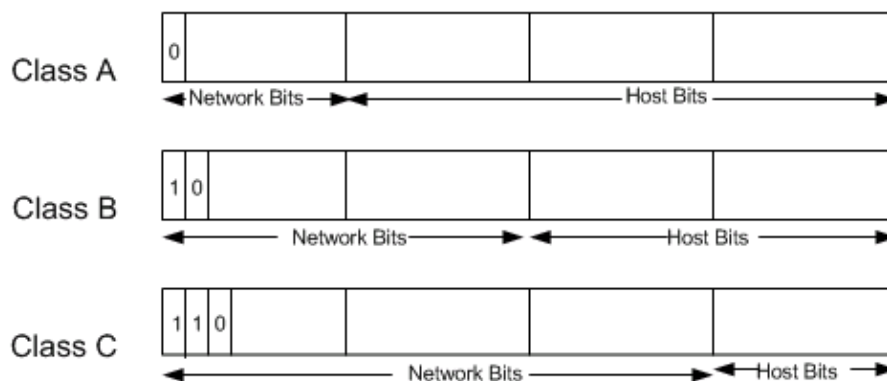 Class A
0
Network Bits
Host Bits
Class B
1 0
Network Bits
Host Bits
Class C
1 1 0
Network Bits
Host Bits